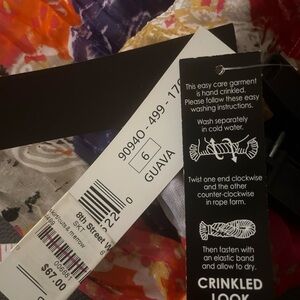 This easy care garment
is hand crinkled.
Please follow these easy
washing instructions.
Wash separately
in cold water.
Twist one end clockwise
and the other
counter-clockwise
in rope form.
Then fasten with
an elastic band
and allow to dry.
CRINKLED
LOOK
90940 - 499 - 170
6
GUAVA
8th Street W
SKT
$67.00